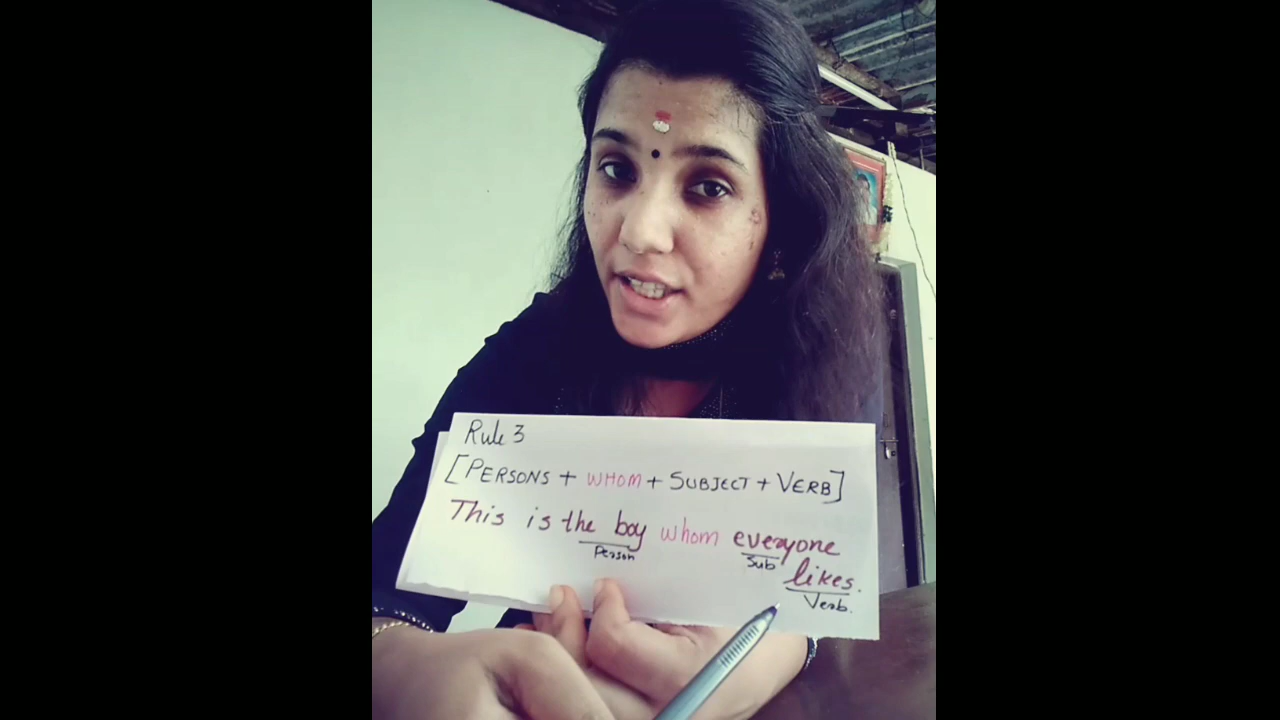 Rule 3
[PERSONS + WHOM + SUBJECT + VERB]
This is the boy whom everyone
Person
Sub
likes.
Verb.